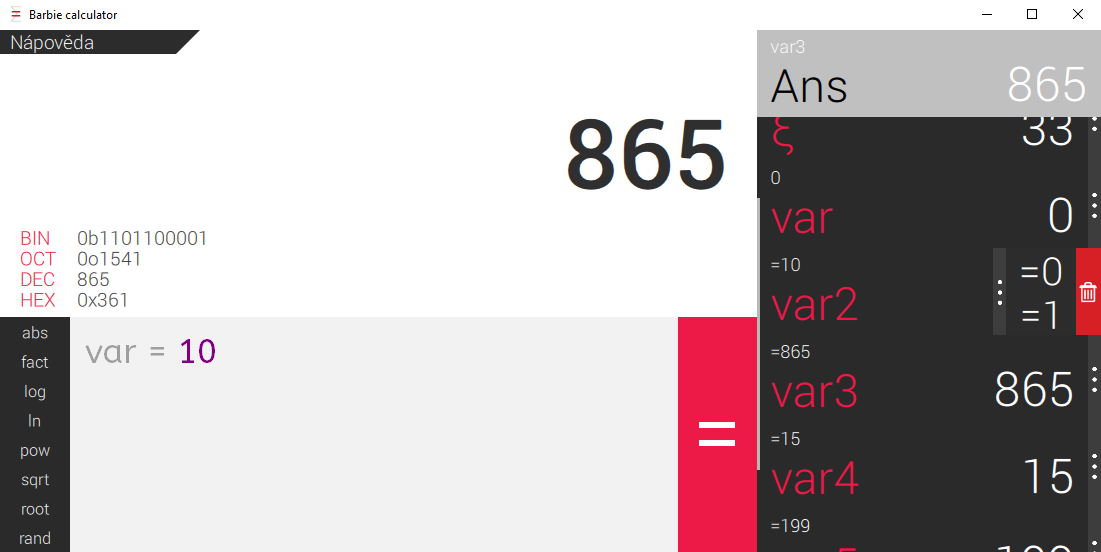 Barbie calculator
Nápověda
865
BIN 0b1101100001
OCT 0o1541
DEC 865
HEX 0x361
abs
fact
log
ln
pow
sqrt
root
rand
var = 10
=
var3
Ans 865
ξ 33
0
var 0
=10
var2
=0
=1
=865
var3 865
=15
var4 15
=199